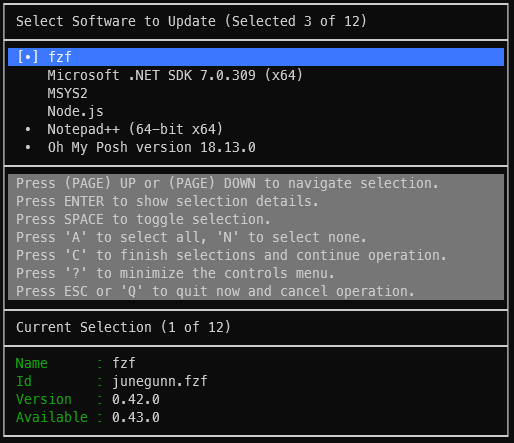 Select Software to Update (Selected 3 of 12)
[•] fzf
Microsoft .NET SDK 7.0.309 (x64)
MSYS2
Node.js
• Notepad++ (64-bit x64)
• Oh My Posh version 18.13.0
Press (PAGE) UP or (PAGE) DOWN to navigate selection.
Press ENTER to show selection details.
Press SPACE to toggle selection.
Press 'A' to select all, 'N' to select none.
Press 'C' to finish selections and continue operation.
Press '?' to minimize the controls menu.
Press ESC or 'Q' to quit now and cancel operation.
Current Selection (1 of 12)
Name : fzf
Id : junegunn.fzf
Version : 0.42.0
Available : 0.43.0